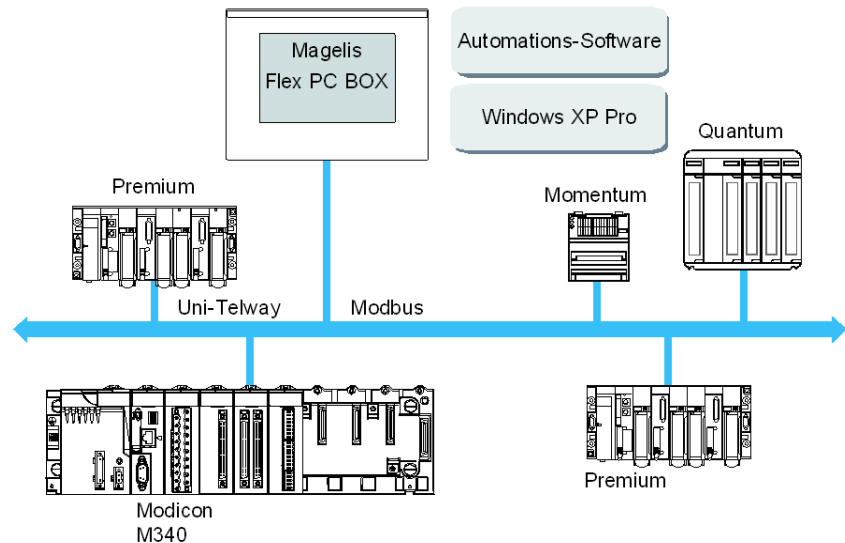 Magelis
Flex PC BOX
Automations-Software
Windows XP Pro
Quantum
Premium
Momentum
Uni-Telway
Modbus
Premium
Modicon
M340